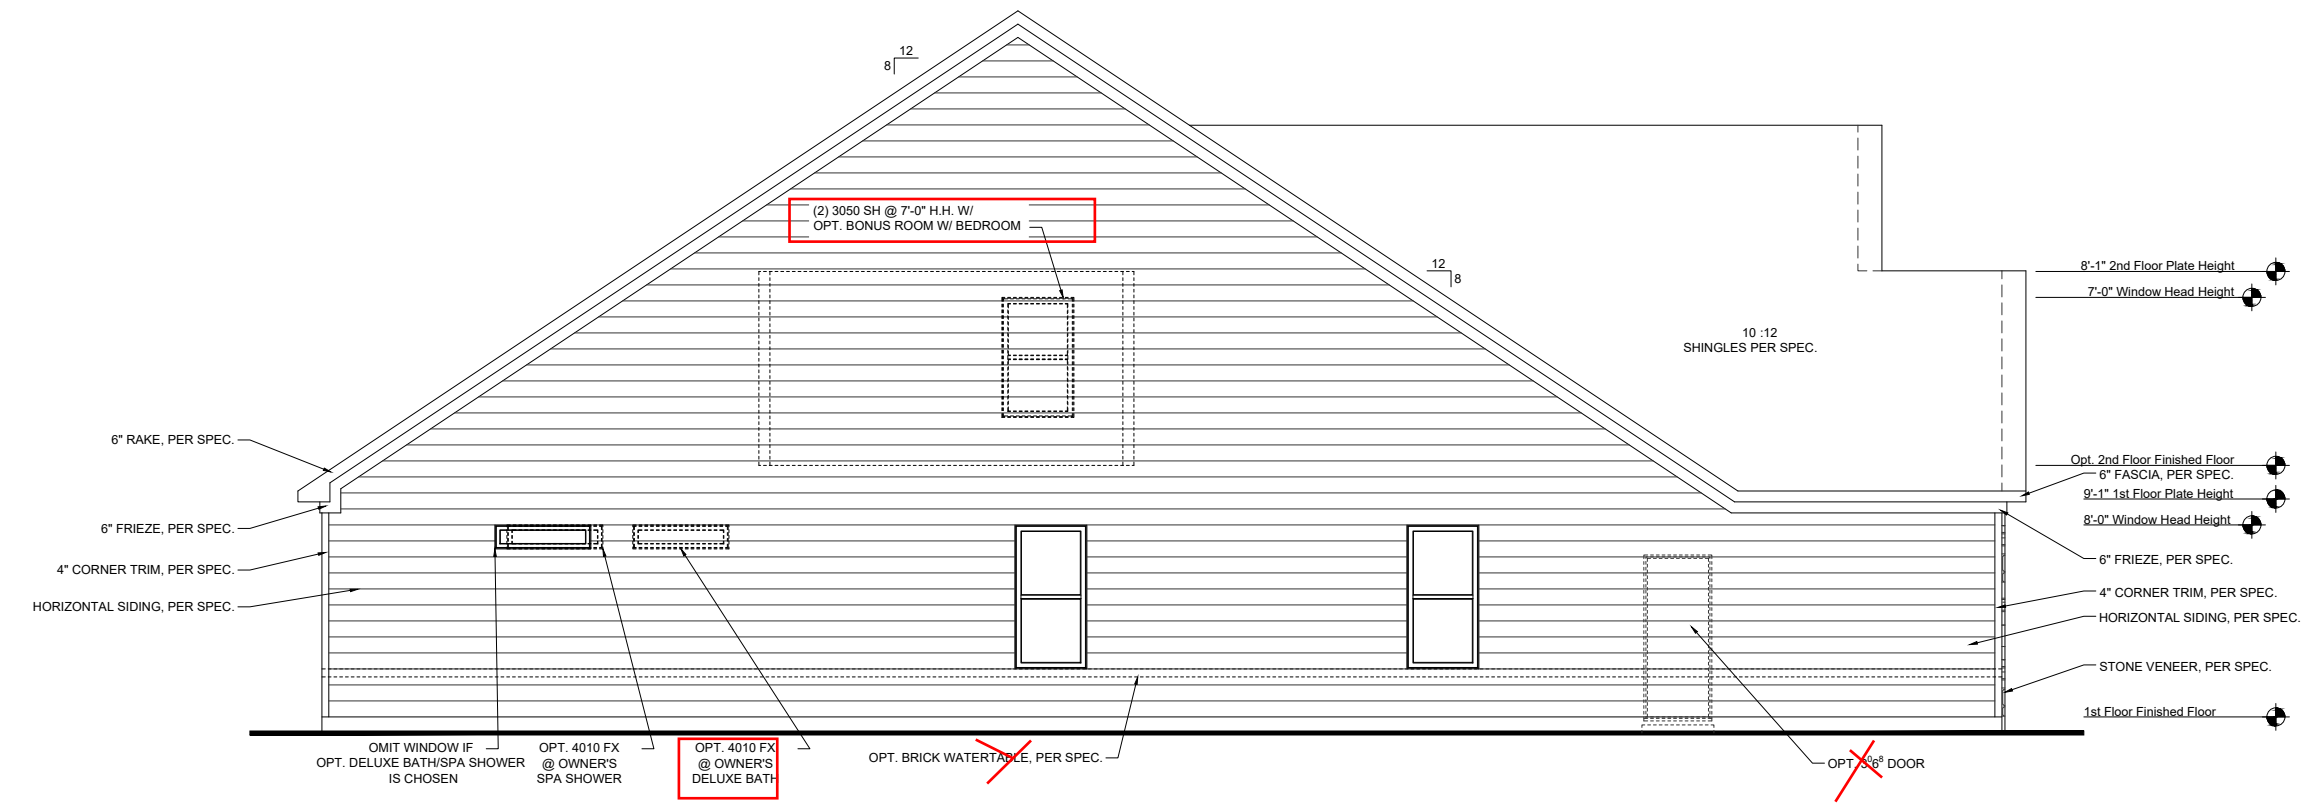 12
8
(2) 3050 SH @ 7'-0" H.H. W/
OPT. BONUS ROOM W/ BEDROOM
12
8
8'-1" 2nd Floor Plate Height
7'-0" Window Head Height
10 :12
SHINGLES PER SPEC.
6" RAKE, PER SPEC.
Opt. 2nd Floor Finished Floor
6" FASCIA, PER SPEC.
9'-1" 1st Floor Plate Height
8'-0" Window Head Height
6" FRIEZE, PER SPEC.
6" FRIEZE, PER SPEC.
4" CORNER TRIM, PER SPEC.
4" CORNER TRIM, PER SPEC.
HORIZONTAL SIDING, PER SPEC.
HORIZONTAL SIDING, PER SPEC.
STONE VENEER, PER SPEC.
1st Floor Finished Floor
OMIT WINDOW IF
OPT. DELUXE BATH/SPA SHOWER
IS CHOSEN
OPT. 4010 FX
@ OWNER'S
SPA SHOWER
OPT. 4010 FX
@ OWNER'S
DELUXE BATH
OPT. BRICK WATERTABLE, PER SPEC.
OPT. 3⁰6⁸ DOOR